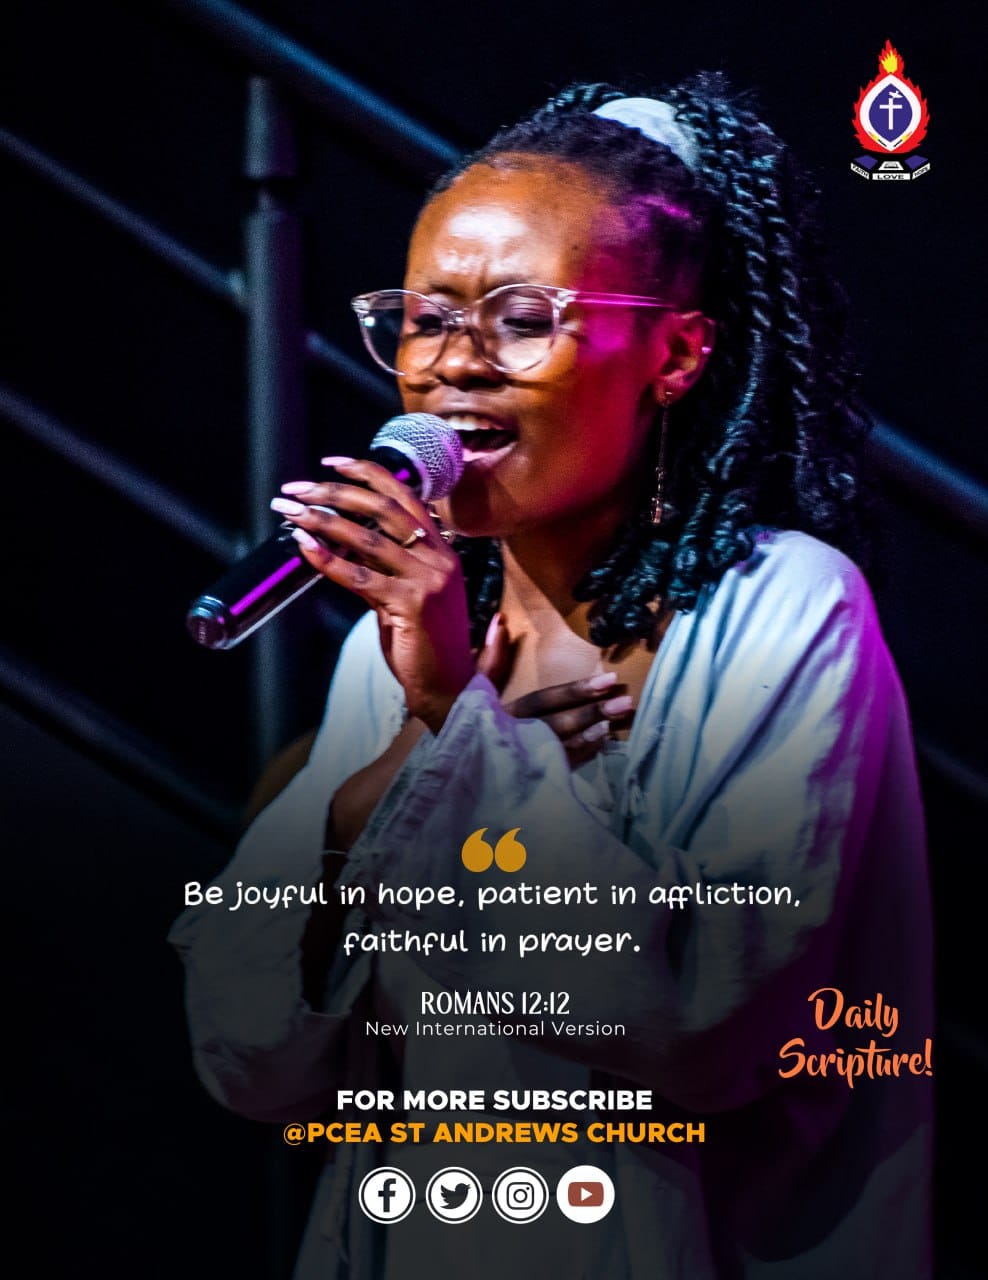 FAITH LOVE HOPE
Be joyful in hope, patient in affliction,
faithful in prayer.
ROMANS 12:12
New International Version
Daily
Scripture!
FOR MORE SUBSCRIBE
@PCEA ST ANDREWS CHURCH